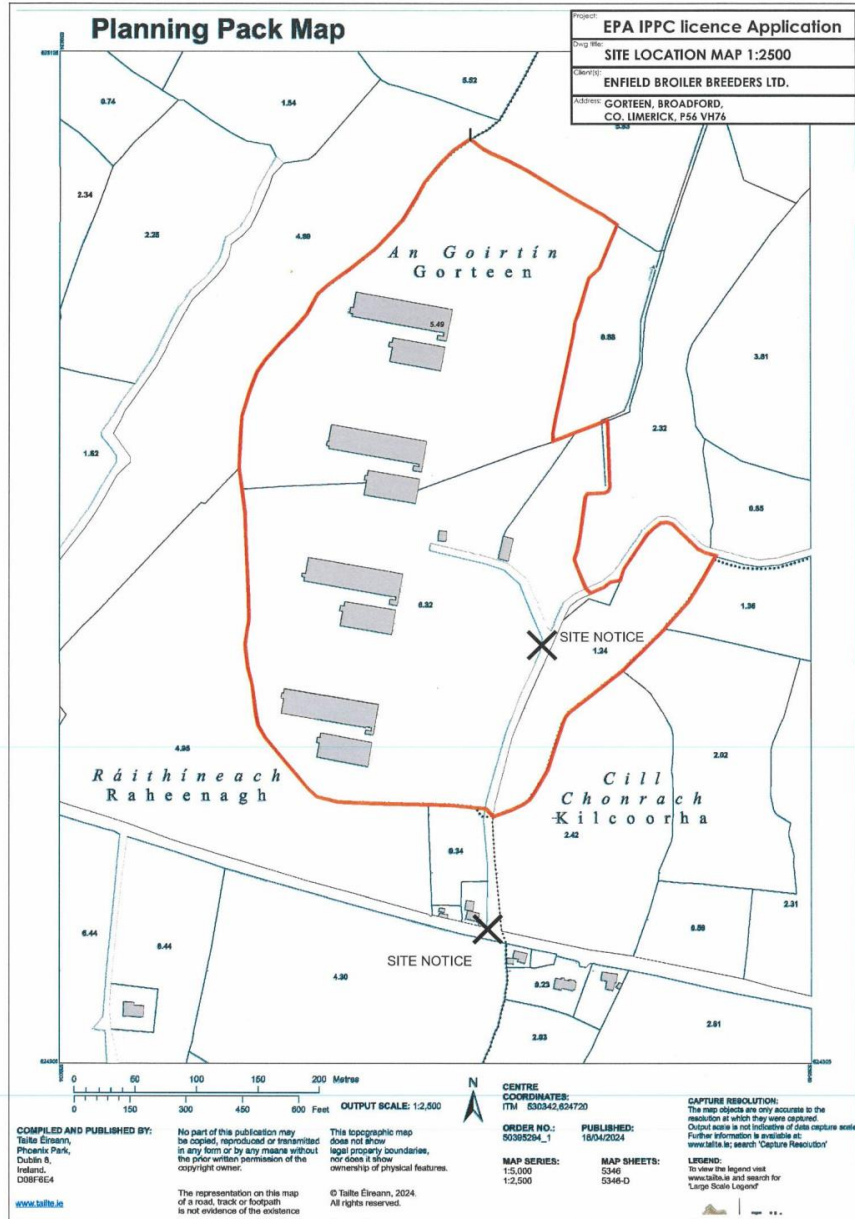 Planning Pack Map
Project: EPA IPPC licence Application
Dwg title: SITE LOCATION MAP 1:2500
Client(s): ENFIELD BROILER BREEDERS LTD.
Address: GORTEEN, BROADFORD,
CO. LIMERICK, P56 VH76
5.52
0.74
1.54
2.34
2.25
4.59
An Goirtín
Gorteen
5.49
3.81
2.32
1.82
0.55
6.32
1.36
SITE NOTICE
1.24
4.95
2.02
Ráithíneach
Raheenagh
Cill
Chonrach
Kilcoorha
2.42
0.34
2.31
6.44
6.44
0.59
SITE NOTICE
4.30
0.23
2.83
2.81
624305
0 50 100 150 200 Metres
0 150 300 450 600 Feet
OUTPUT SCALE: 1:2,500
N
COMPILED AND PUBLISHED BY:
Tailte Éireann,
Phoenix Park,
Dublin 8,
Ireland.
D08F6E4
www.tailte.ie
No part of this publication may
be copied, reproduced or transmitted
in any form or by any means without
the prior written permission of the
copyright owner.
The representation on this map
of a road, track or footpath
is not evidence of the existence
This topographic map
does not show
legal property boundaries,
nor does it show
ownership of physical features.
© Tailte Éireann, 2024.
All rights reserved.
CENTRE
COORDINATES:
ITM 530342,624720
ORDER NO.:
50395294_1
PUBLISHED:
18/04/2024
MAP SERIES:
1:5,000
1:2,500
MAP SHEETS:
5346
5346-D
CAPTURE RESOLUTION:
The map objects are only accurate to the
resolution at which they were captured.
Output scale is not indicative of data capture scale.
Further information is available at:
www.tailte.ie; search 'Capture Resolution'
LEGEND:
To view the legend visit
www.tailte.ie and search for
'Large Scale Legend'